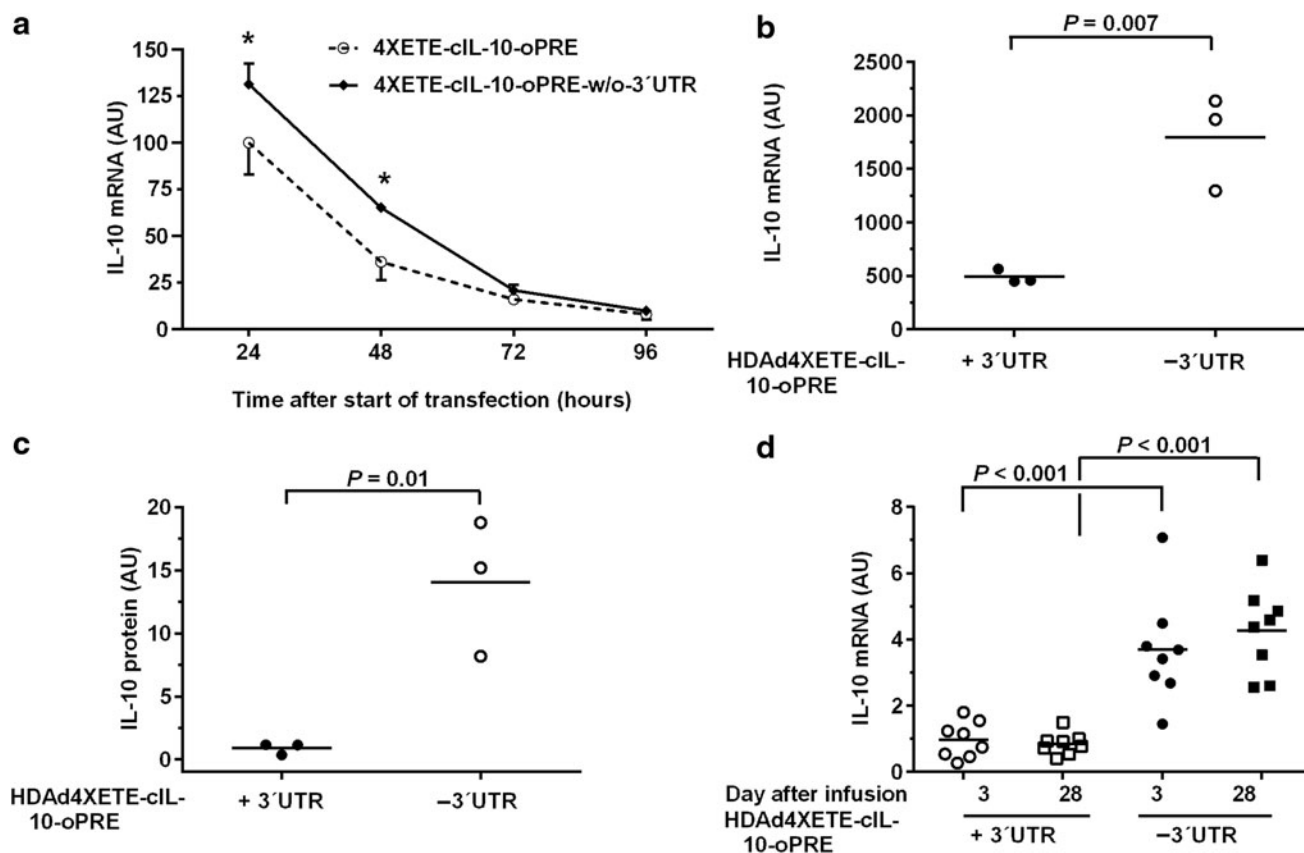 a
150
125
100
75
50
25
0
IL-10 mRNA (AU)
*
*
4XETE-cIL-10-oPRE
4XETE-cIL-10-oPRE-w/o-3´UTR
24 48 72 96
Time after start of transfection (hours)
b
P = 0.007
2500
2000
1500
1000
500
0
IL-10 mRNA (AU)
HDAd4XETE-cIL-
10-oPRE
+ 3´UTR −3´UTR
c
P = 0.01
20
15
10
5
0
IL-10 protein (AU)
HDAd4XETE-cIL-
10-oPRE
+ 3´UTR −3´UTR
d
P < 0.001
P < 0.001
8
6
4
2
0
IL-10 mRNA (AU)
Day after infusion 3 28 3 28
HDAd4XETE-cIL-
10-oPRE
+ 3´UTR −3´UTR